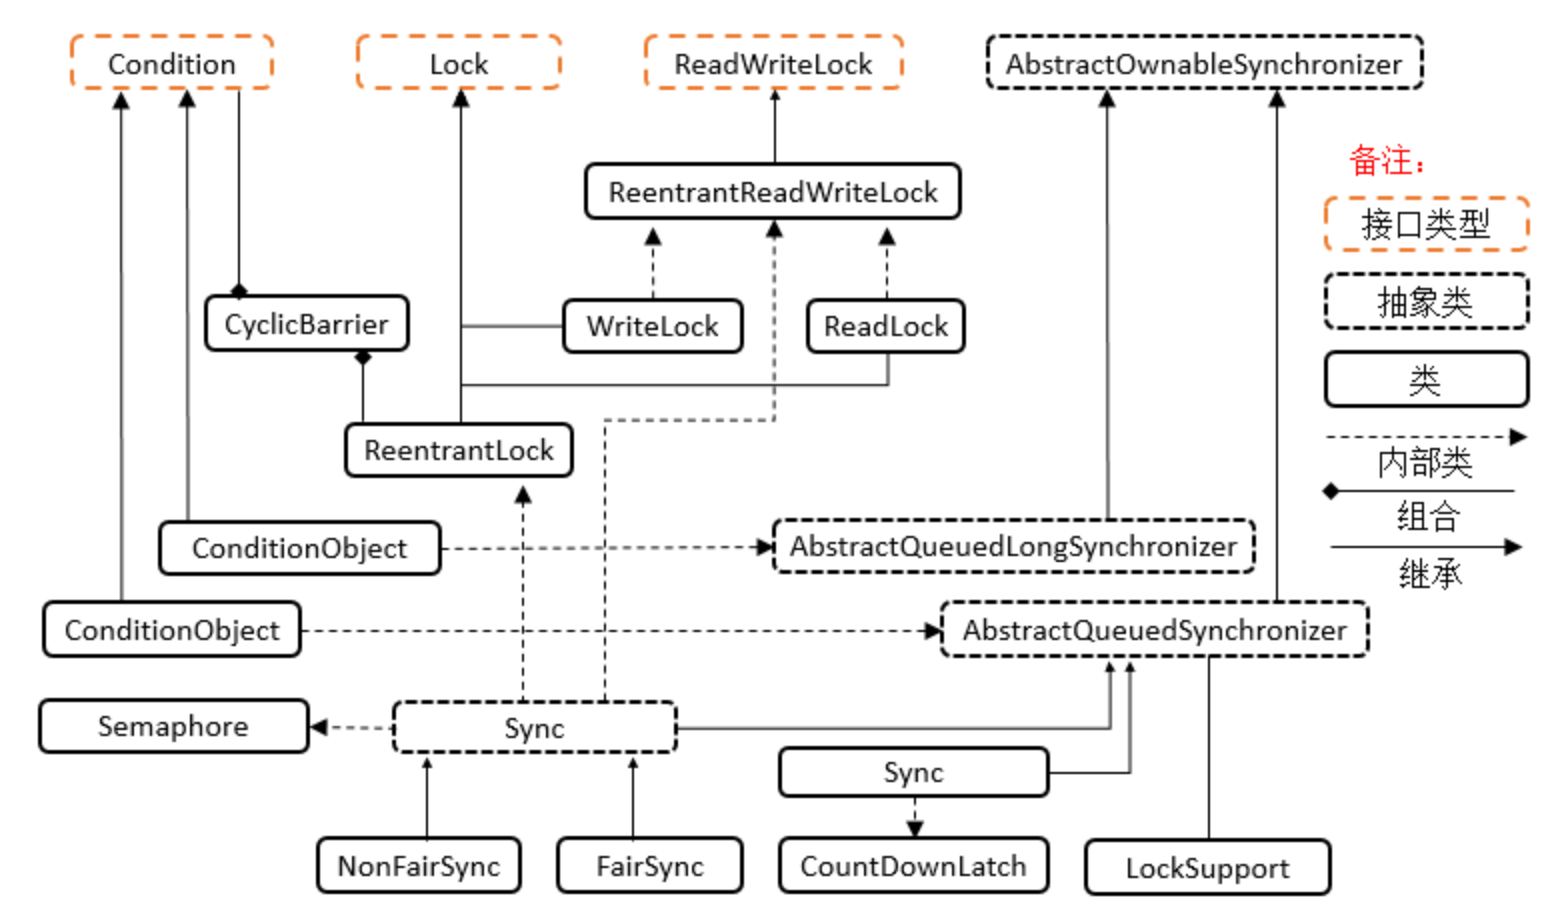 Condition
Lock
ReadWriteLock
AbstractOwnableSynchronizer
备注：
ReentrantReadWriteLock
接口类型
抽象类
CyclicBarrier
WriteLock
ReadLock
类
ReentrantLock
内部类
组合
ConditionObject
AbstractQueuedLongSynchronizer
继承
ConditionObject
AbstractQueuedSynchronizer
Semaphore
Sync
Sync
NonFairSync
FairSync
CountDownLatch
LockSupport